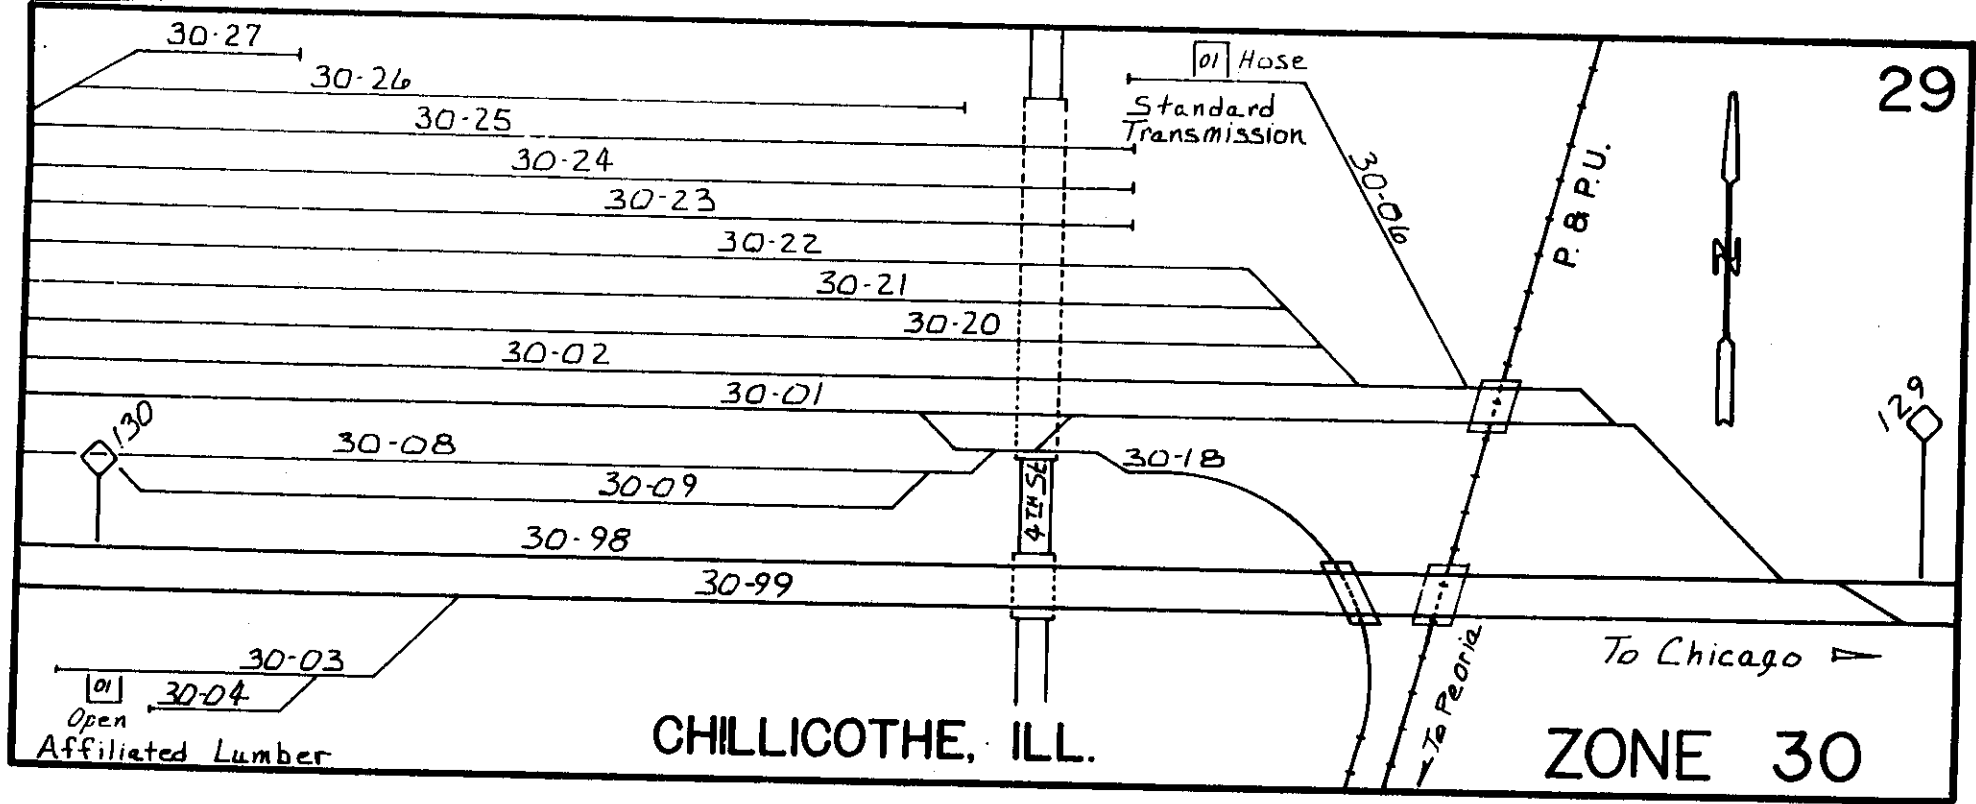 30-27
30-26
30-25
30-24
30-23
30-22
30-21
30-20
30-02
30-01
01 Hose
Standard
Transmission
30-06
P. & P.U.
29
N
130
129
30-08
30-09
30-18
4TH St
30-98
30-99
30-03
01
30-04
Open
Affiliated Lumber
To Peoria
To Chicago
CHILLICOTHE, ILL.
ZONE 30